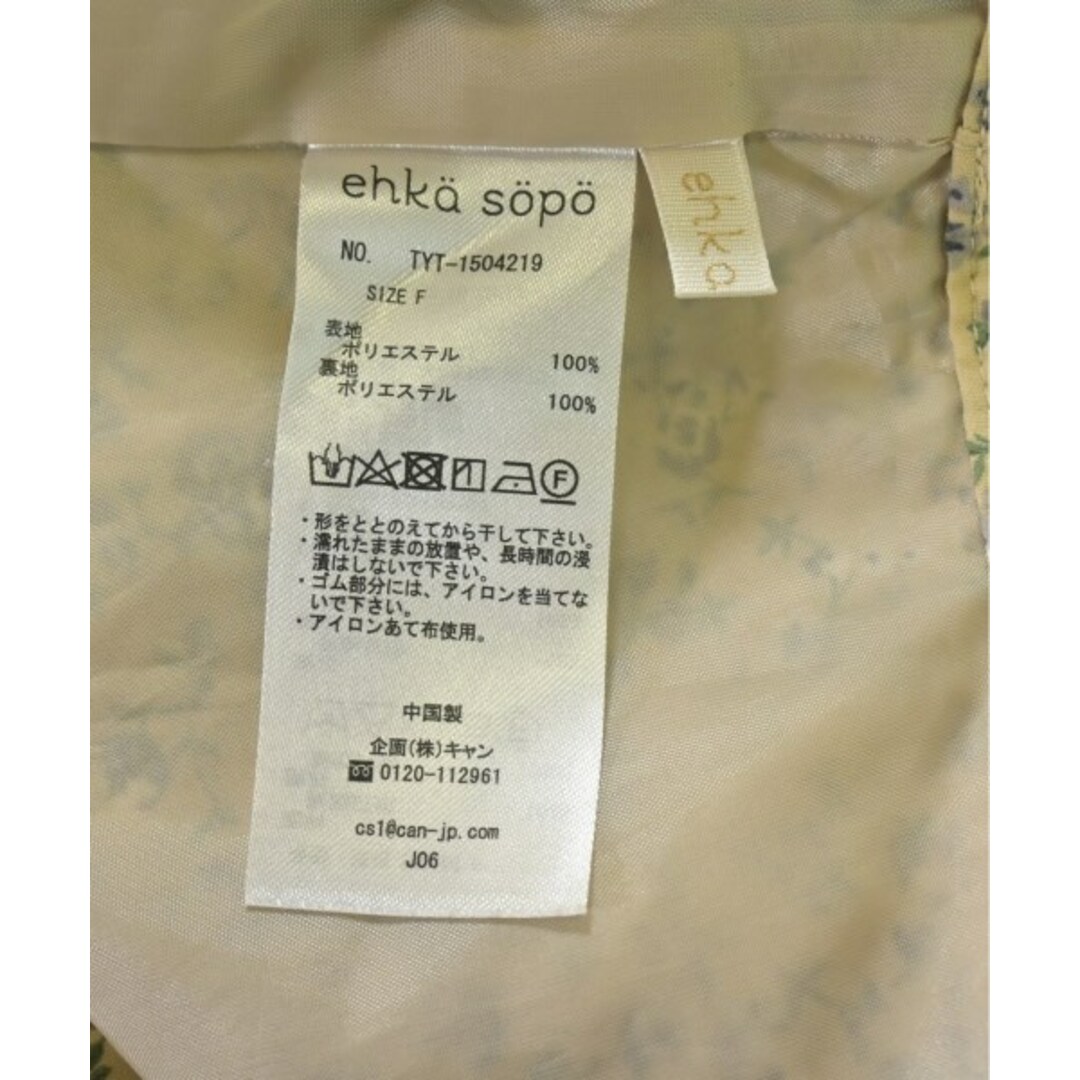 ehkä söpö
NO. TYT-1504219
SIZE F
表地
ポリエステル 100%
裏地
ポリエステル 100%
F
・形をととのえてから干して下さい。
・濡れたままの放置や、長時間の浸
漬はしないで下さい。
・ゴム部分には、アイロンを当てな
いで下さい。
・アイロンあて布使用。
中国製
企画(株)キャン
0120-112961
cs1@can-jp.com
J06
ehka